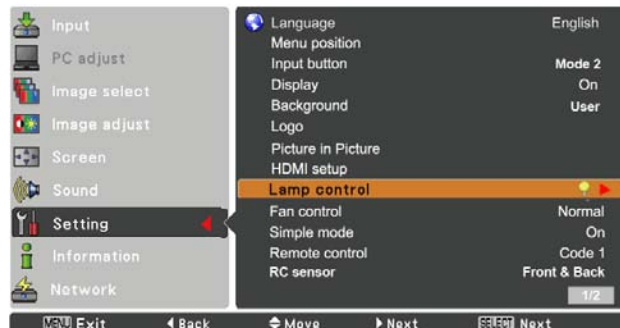 Input
PC adjust
Image select
Image adjust
Screen
Sound
Setting
Information
Network
Language English
Menu position
Input button Mode 2
Display On
Background User
Logo
Picture in Picture
HDMI setup
Lamp control
Fan control Normal
Simple mode On
Remote control Code 1
RC sensor Front & Back
1/2
MENU Exit Back Move Next SELECT Next